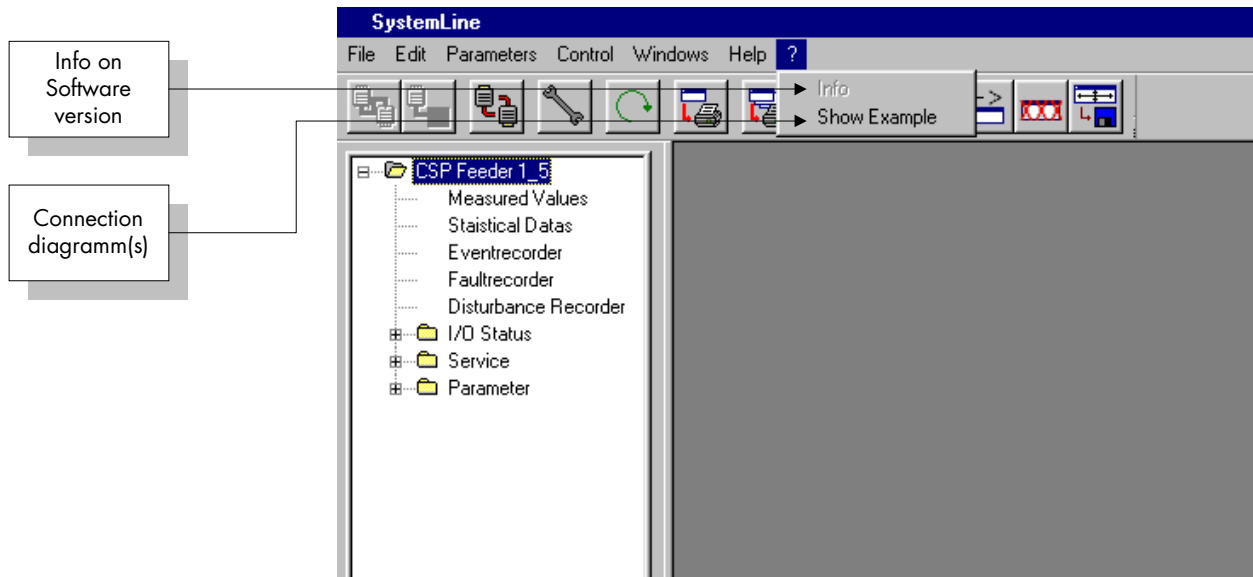 SystemLine
File Edit Parameters Control Windows Help ?
Info on
Software
version
Info
Show Example
->
Connection
diagramm(s)
CSP Feeder 1_5
Measured Values
Staistical Datas
Eventrecorder
Faultrecorder
Disturbance Recorder
I/O Status
Service
Parameter